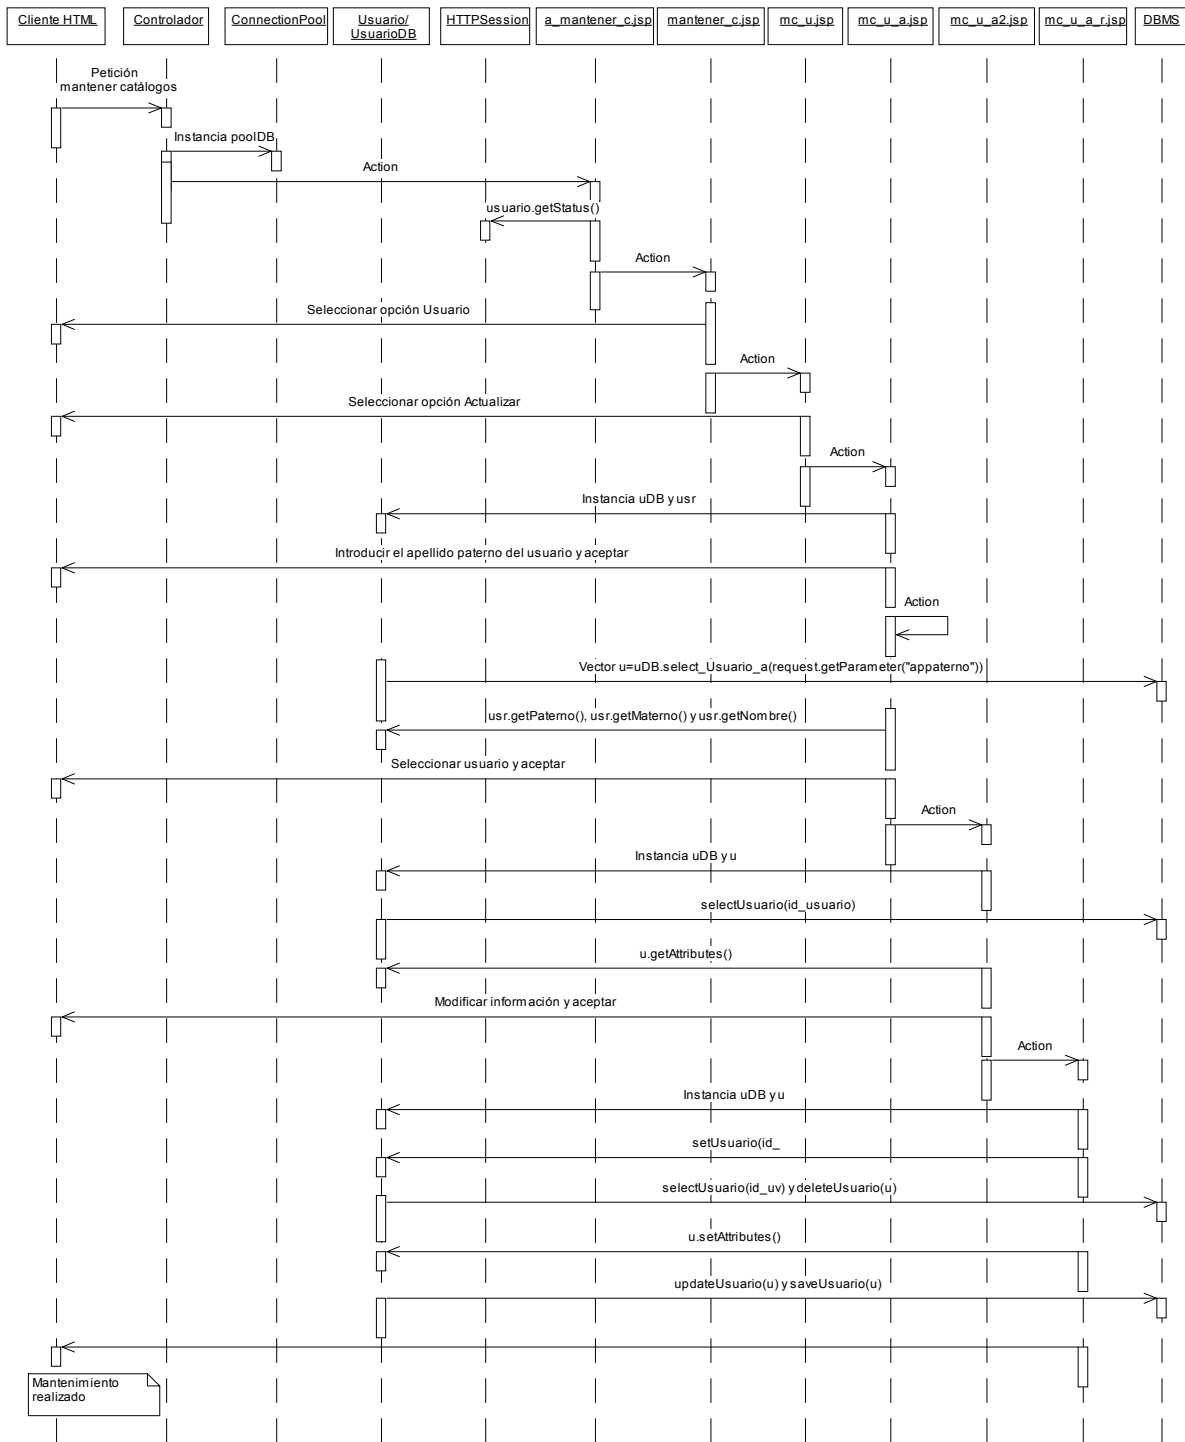 Cliente HTML
Controlador
ConnectionPool
Usuario/
UsuarioDB
HTTPSession
a_mantener_c.jsp
mantener_c.jsp
mc_u.jsp
mc_u_a.jsp
mc_u_a2.jsp
mc_u_a_r.jsp
DBMS
Petición
mantener catálogos
Instancia poolDB
Action
usuario.getStatus()
Action
Seleccionar opción Usuario
Action
Seleccionar opción Actualizar
Action
Instancia uDB y usr
Introducir el apellido paterno del usuario y aceptar
Action
Vector u=uDB.select_Usuario_a(request.getParameter("appaterno"))
usr.getPaterno(), usr.getMaterno() y usr.getNombre()
Seleccionar usuario y aceptar
Action
Instancia uDB y u
selectUsuario(id_usuario)
u.getAttributes()
Modificar información y aceptar
Action
Instancia uDB y u
setUsuario(id_
selectUsuario(id_uv) y deleteUsuario(u)
u.setAttributes()
updateUsuario(u) y saveUsuario(u)
Mantenimiento
realizado